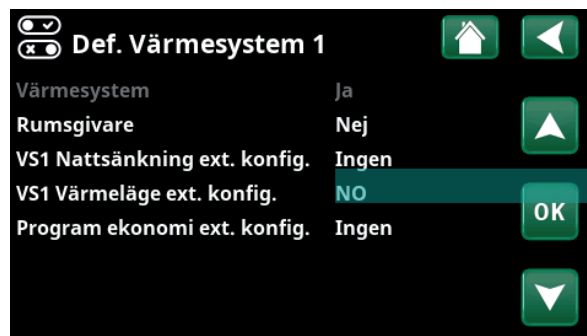 Def. Värmesystem 1
Värmesystem Ja
Rumsgivare Nej
VS1 Nattsänkning ext. konfig. Ingen
VS1 Värmeläge ext. konfig. NO
OK
Program ekonomi ext. konfig. Ingen